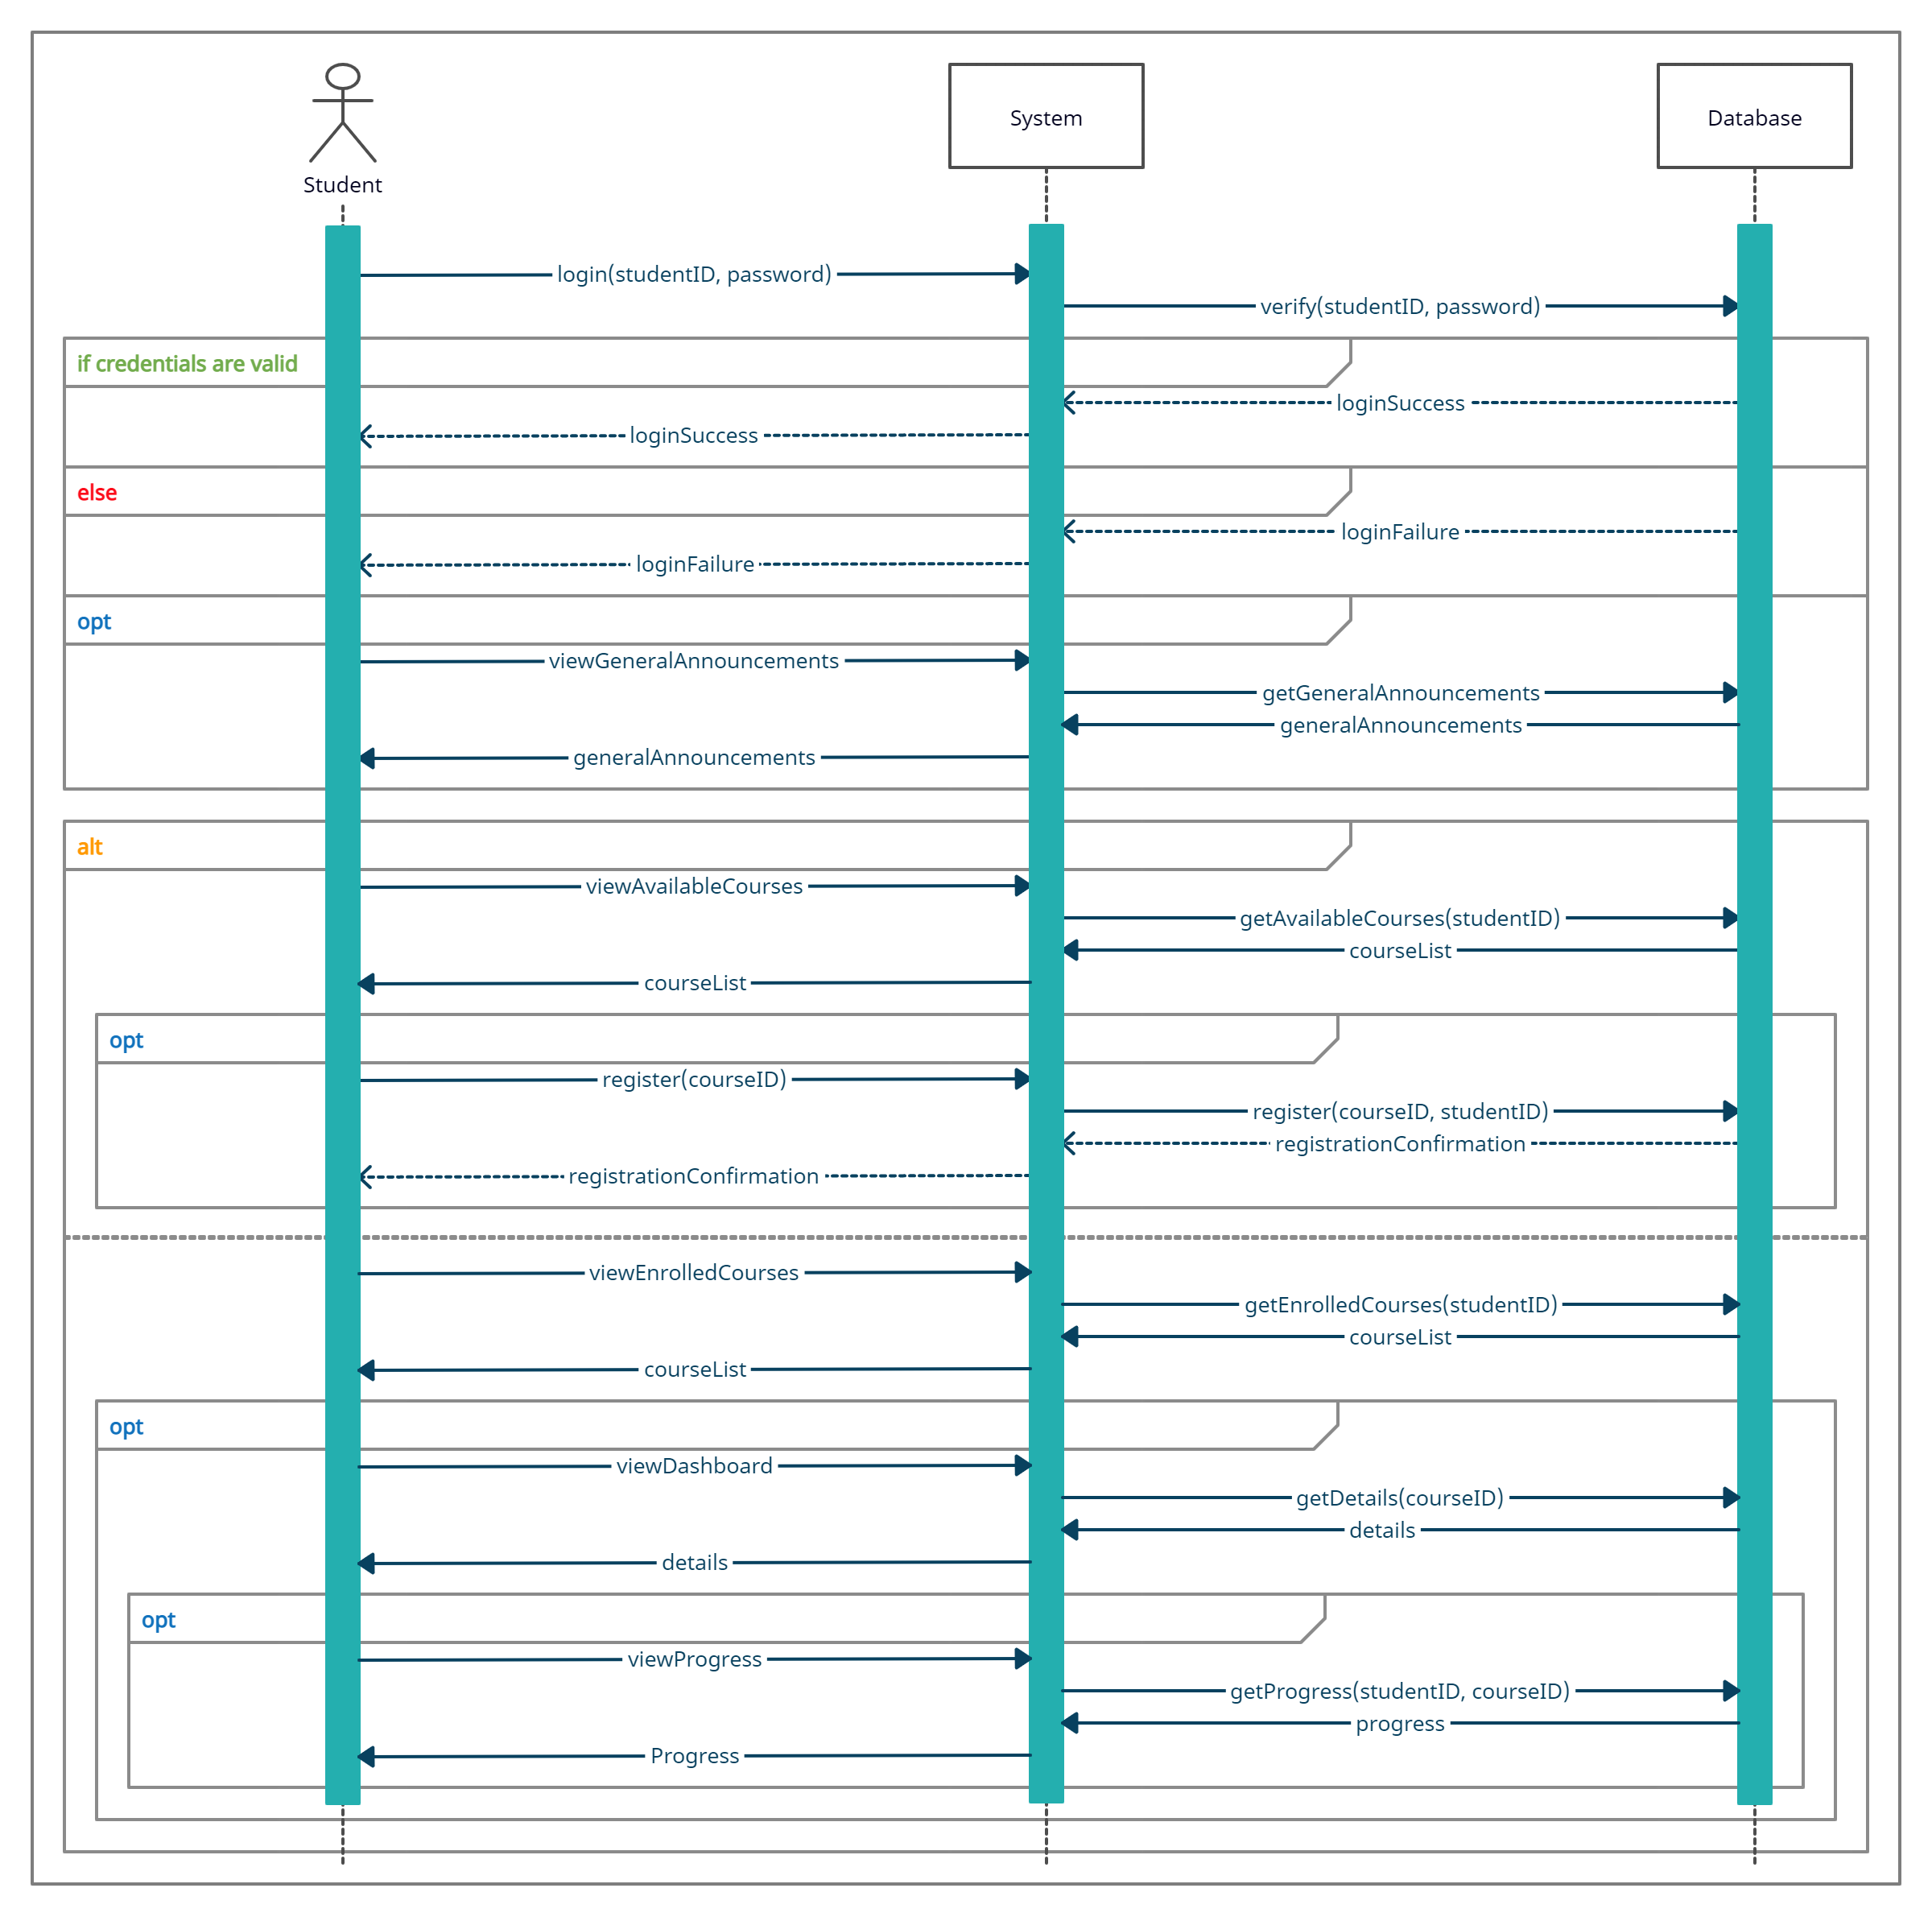 Student
System
Database
login(studentID, password)
verify(studentID, password)
if credentials are valid
loginSuccess
loginSuccess
else
loginFailure
loginFailure
opt
viewGeneralAnnouncements
getGeneralAnnouncements
generalAnnouncements
generalAnnouncements
alt
viewAvailableCourses
getAvailableCourses(studentID)
courseList
courseList
opt
register(courseID)
register(courseID, studentID)
registrationConfirmation
registrationConfirmation
viewEnrolledCourses
getEnrolledCourses(studentID)
courseList
courseList
opt
viewDashboard
getDetails(courseID)
details
details
opt
viewProgress
getProgress(studentID, courseID)
progress
Progress